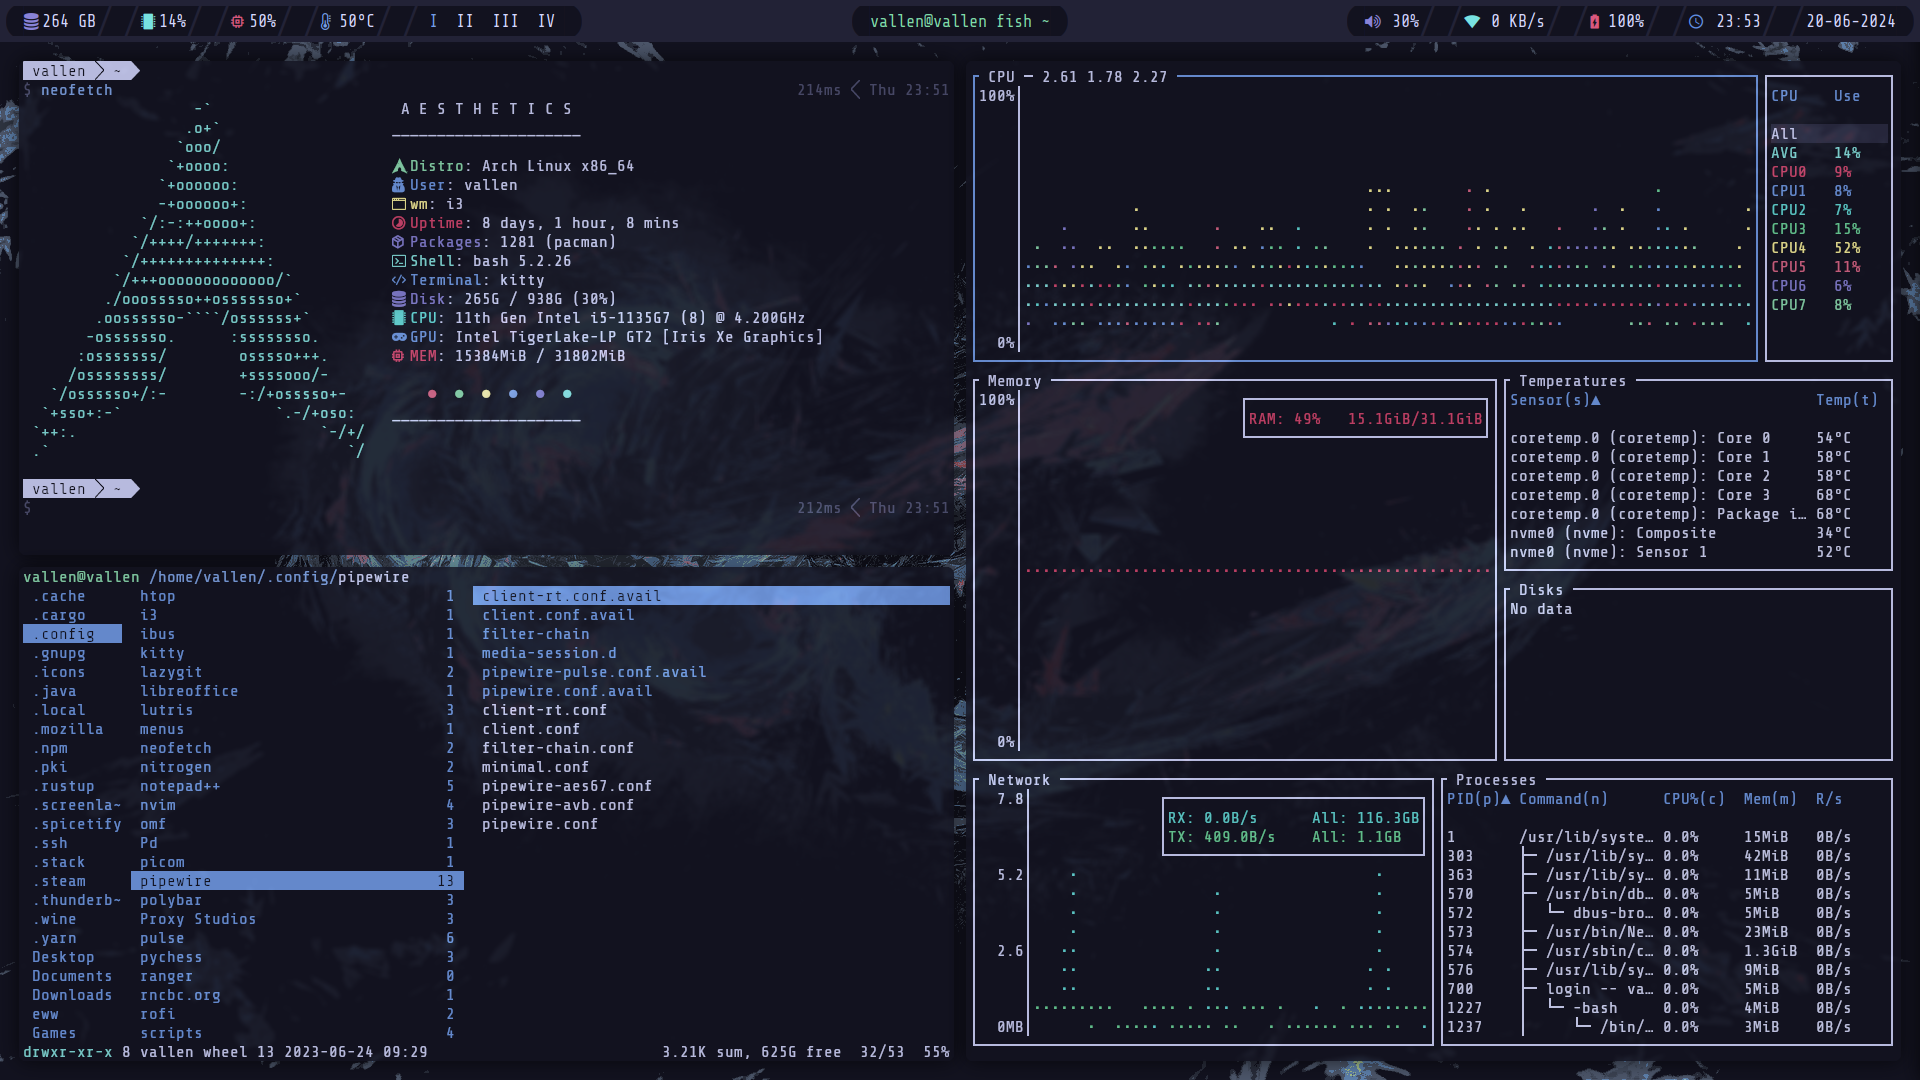 264 GB 14% 50% 50°C I II III IV
vallen@vallen fish ~
30% 0 KB/s 100% 23:53 20-06-2024
vallen ~
$ neofetch 214ms Thu 23:51
-`
.o+`
`ooo/
`+oooo:
`+oooooo:
-+oooooo+:
`/:-:++oooo+:
`/++++/+++++++:
`/++++++++++++++:
`/+++ooooooooooooo/`
./ooosssso++osssssso+`
.oossssso-````/ossssss+`
-osssssso. :ssssssso.
:osssssss/ osssso+++.
/ossssssss/ +ssssooo/-
`/ossssso+/:- -:/+osssso+-
`+sso+:-` `.-/+oso:
`++:. `-/+/
.` `/
A E S T H E T I C S
Distro: Arch Linux x86_64
User: vallen
wm: i3
Uptime: 8 days, 1 hour, 8 mins
Packages: 1281 (pacman)
Shell: bash 5.2.26
Terminal: kitty
Disk: 265G / 938G (30%)
CPU: 11th Gen Intel i5-1135G7 (8) @ 4.200GHz
GPU: Intel TigerLake-LP GT2 [Iris Xe Graphics]
MEM: 15384MiB / 31802MiB
vallen ~
$ 212ms Thu 23:51
vallen@vallen /home/vallen/.config/pipewire
.cache htop 1 client-rt.conf.avail
.cargo i3 1 client.conf.avail
.config ibus 1 filter-chain
.gnupg kitty 1 media-session.d
.icons lazygit 2 pipewire-pulse.conf.avail
.java libreoffice 1 pipewire.conf.avail
.local lutris 3 client-rt.conf
.mozilla menus 1 client.conf
.npm neofetch 2 filter-chain.conf
.pki nitrogen 2 minimal.conf
.rustup notepad++ 5 pipewire-aes67.conf
.screenla~ nvim 4 pipewire-avb.conf
.spicetify omf 3 pipewire.conf
.ssh Pd 1
.stack picom 1
.steam pipewire 13
.thunderb~ polybar 3
.wine Proxy Studios 3
.yarn pulse 6
Desktop pychess 3
Documents ranger 0
Downloads rncbc.org 1
eww rofi 2
Games scripts 4
drwxr-xr-x 8 vallen wheel 13 2023-06-24 09:29 3.21K sum, 625G free 32/53 55%
CPU — 2.61 1.78 2.27
100%
0%
CPU Use
All
AVG 14%
CPU0 9%
CPU1 8%
CPU2 7%
CPU3 15%
CPU4 52%
CPU5 11%
CPU6 6%
CPU7 8%
Memory
100%
RAM: 49% 15.1GiB/31.1GiB
0%
Temperatures
Sensor(s)▲ Temp(t)
coretemp.0 (coretemp): Core 0 54°C
coretemp.0 (coretemp): Core 1 58°C
coretemp.0 (coretemp): Core 2 58°C
coretemp.0 (coretemp): Core 3 68°C
coretemp.0 (coretemp): Package i… 68°C
nvme0 (nvme): Composite 34°C
nvme0 (nvme): Sensor 1 52°C
Disks
No data
Network
7.8
RX: 0.0B/s All: 116.3GB
TX: 409.0B/s All: 1.1GB
5.2
2.6
0MB
Processes
PID(p)▲ Command(n) CPU%(c) Mem(m) R/s
1 /usr/lib/syste… 0.0% 15MiB 0B/s
303 /usr/lib/sy… 0.0% 42MiB 0B/s
363 /usr/lib/sy… 0.0% 11MiB 0B/s
570 /usr/bin/db… 0.0% 5MiB 0B/s
572 dbus-bro… 0.0% 5MiB 0B/s
573 /usr/bin/Ne… 0.0% 23MiB 0B/s
574 /usr/sbin/c… 0.0% 1.3GiB 0B/s
576 /usr/lib/sy… 0.0% 9MiB 0B/s
700 login -- va… 0.0% 5MiB 0B/s
1227 -bash 0.0% 4MiB 0B/s
1237 /bin/… 0.0% 3MiB 0B/s